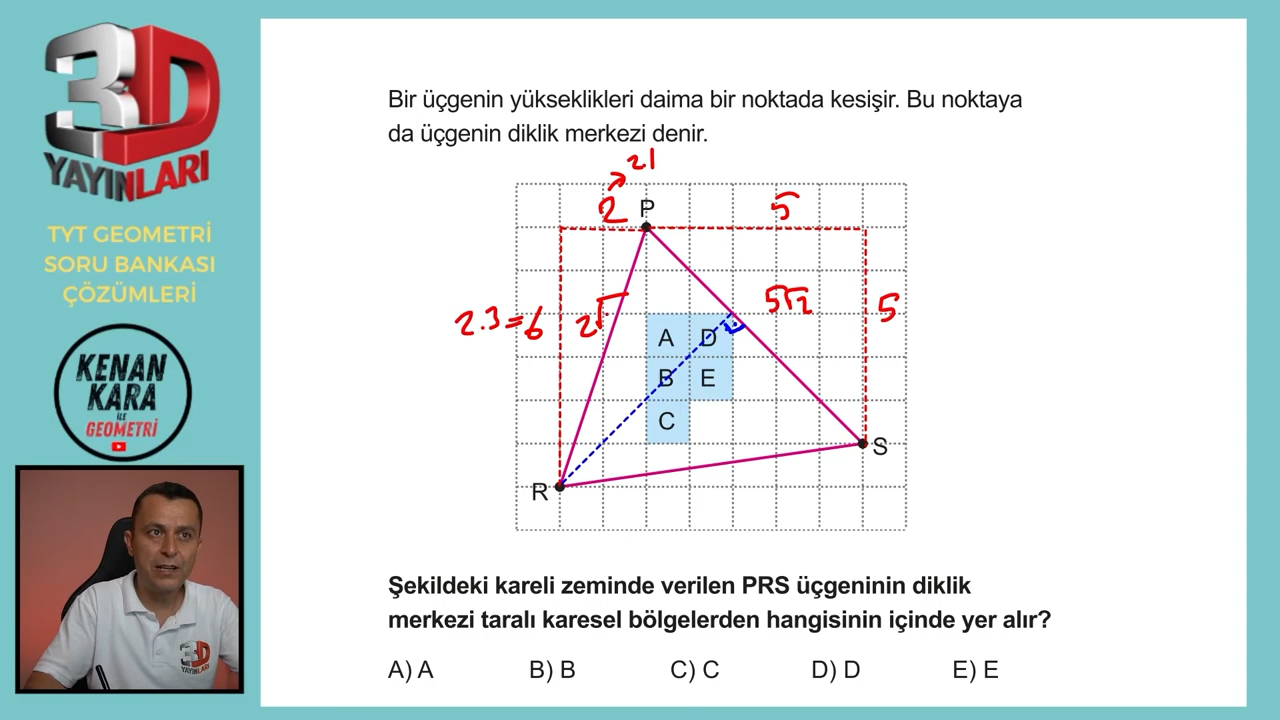 3D
YAYINLARI
TYT GEOMETRİ
SORU BANKASI
ÇÖZÜMLERİ
KENAN
KARA
İLE
GEOMETRİ
3D
YAYINLARI
Bir üçgenin yükseklikleri daima bir noktada kesişir. Bu noktaya
da üçgenin diklik merkezi denir.
2 P 5
2.3=6
5√2
5
A D
B E
C
S
R
Şekildeki kareli zeminde verilen PRS üçgeninin diklik
merkezi taralı karesel bölgelerden hangisinin içinde yer alır?
A) A B) B C) C D) D E) E